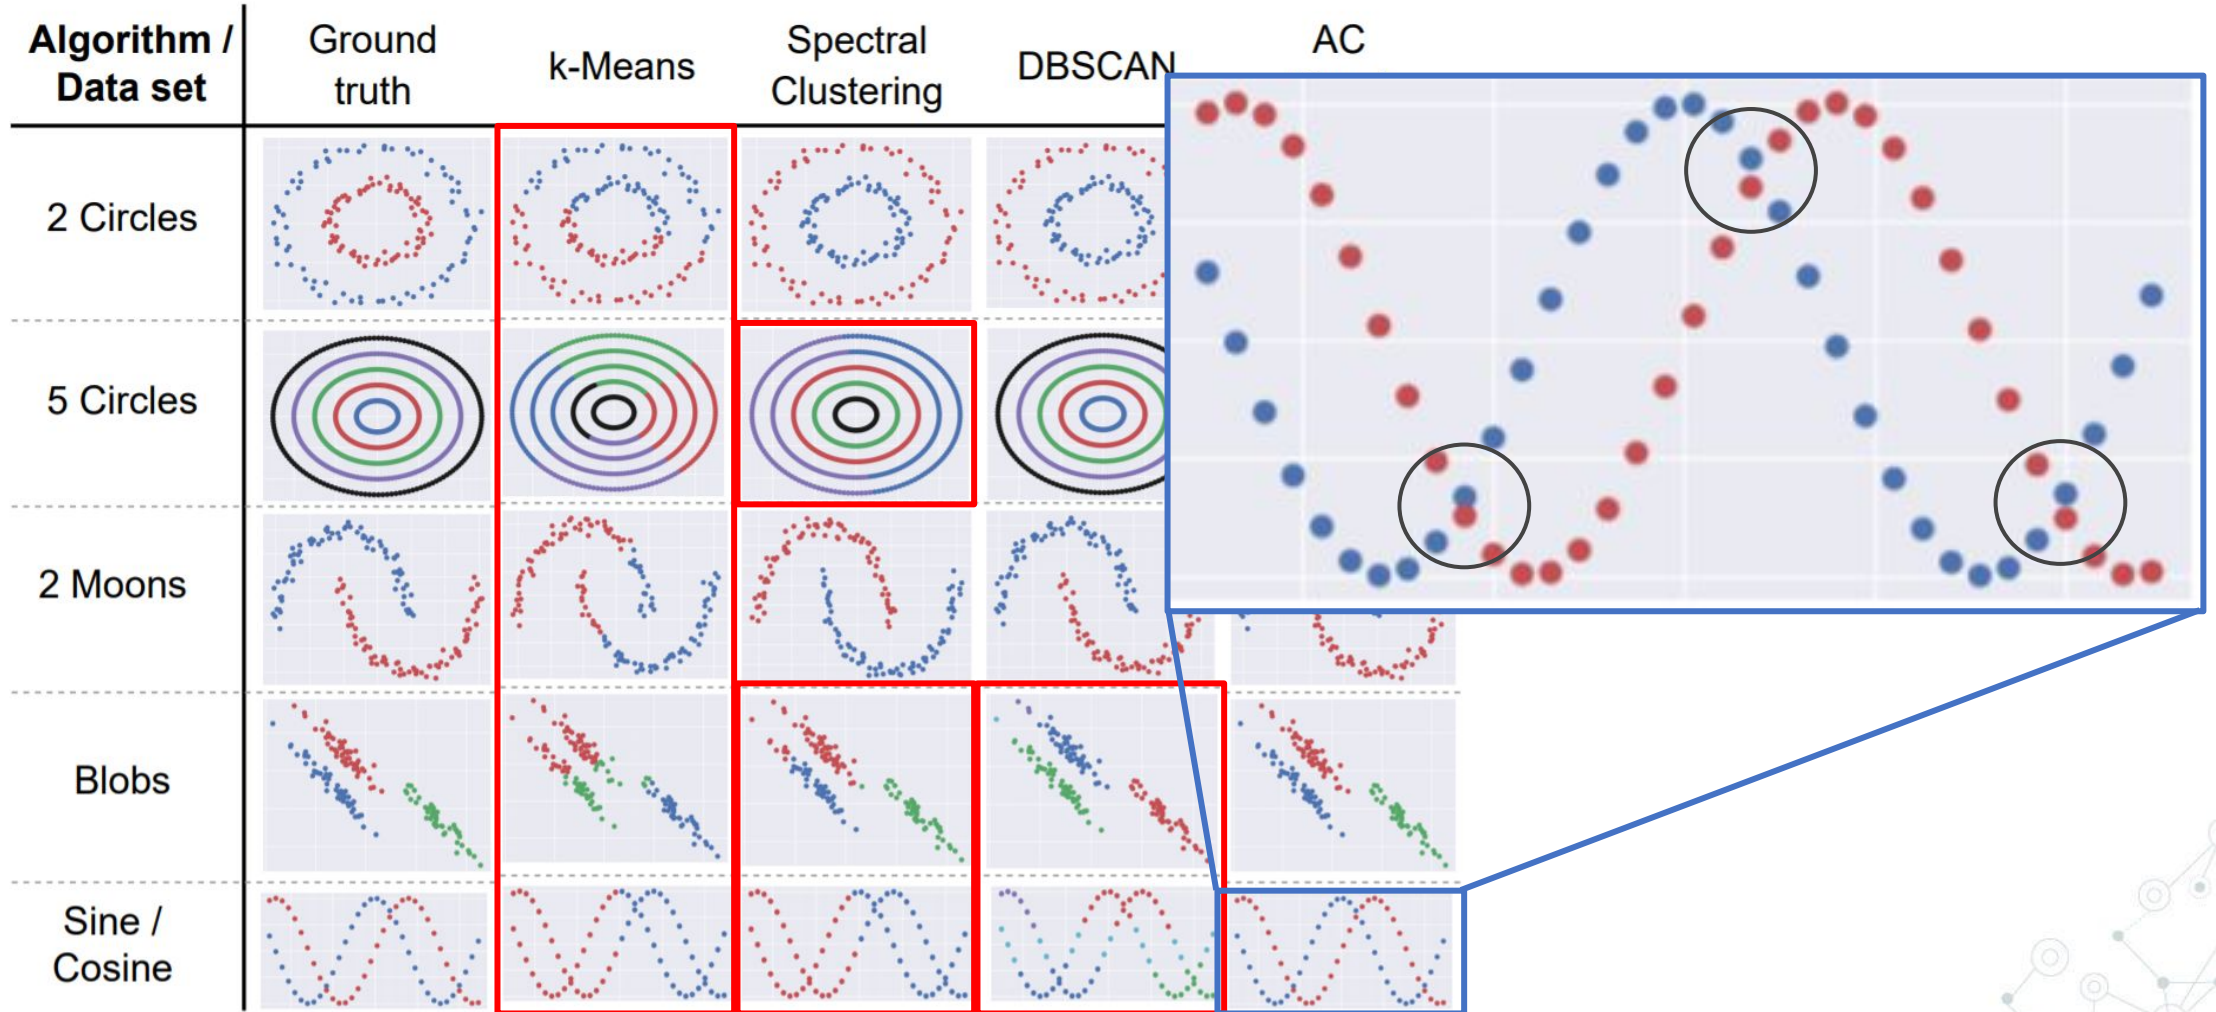 Algorithm /
Data set
Ground
truth
k-Means
Spectral
Clustering
DBSCAN
AC
2 Circles
5 Circles
2 Moons
Blobs
Sine /
Cosine